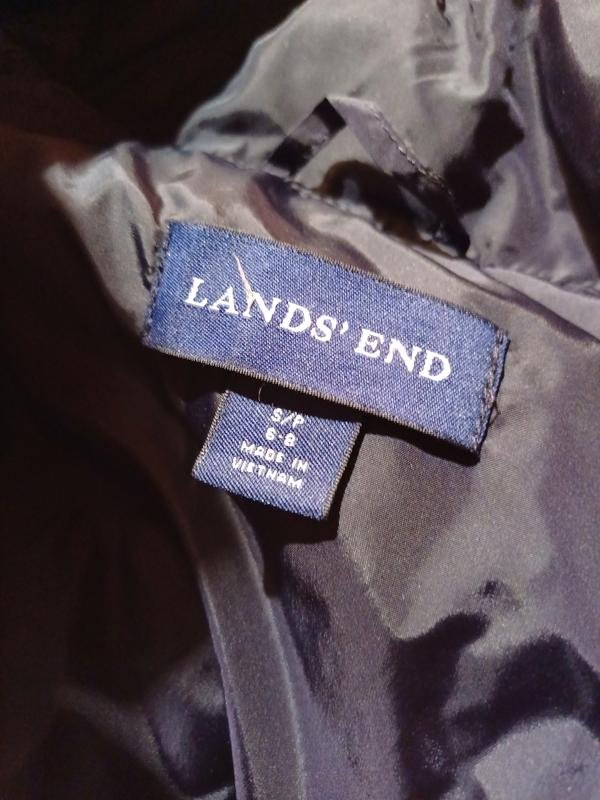 LANDS' END
S/P
6-8
MADE IN
VIETNAM